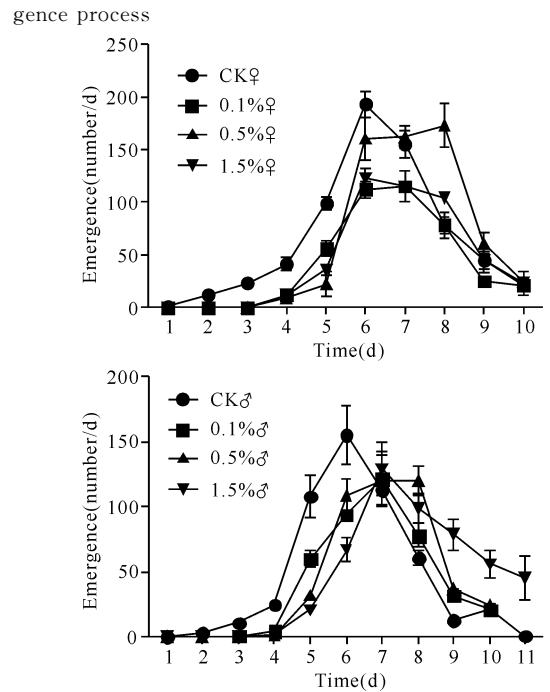 gence process
250
200
150
100
50
0
Emergence(number/d)
CK♀
0.1%♀
0.5%♀
1.5%♀
1 2 3 4 5 6 7 8 9 10
Time(d)
200
150
100
50
0
Emergence(number/d)
CK♂
0.1%♂
0.5%♂
1.5%♂
1 2 3 4 5 6 7 8 9 10 11
Time(d)